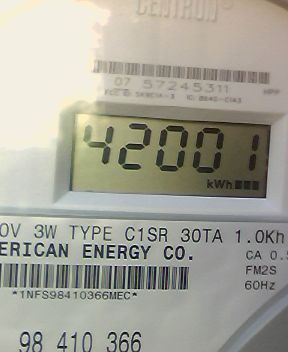 CENTRON®
07 57245311
HPP
42001
kWh
0V 3W TYPE C1SR 30TA 1.0Kh
ERICAN ENERGY CO.
CA 0.5
*1NFS98410366MEC*
FM2S
60Hz
98 410 366